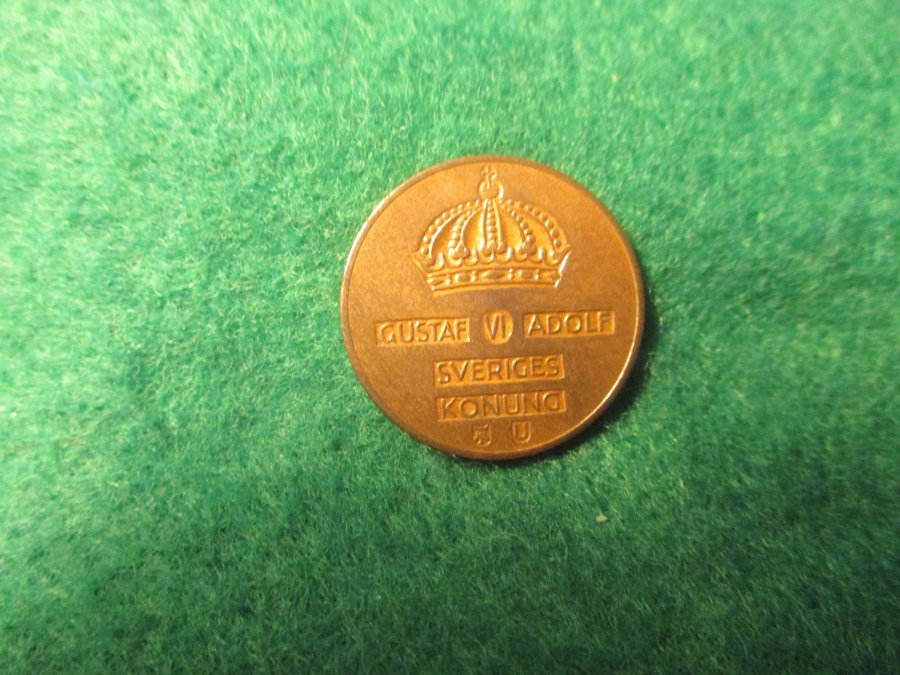 GUSTAF VI ADOLF
SVERIGES
KONUNG
U